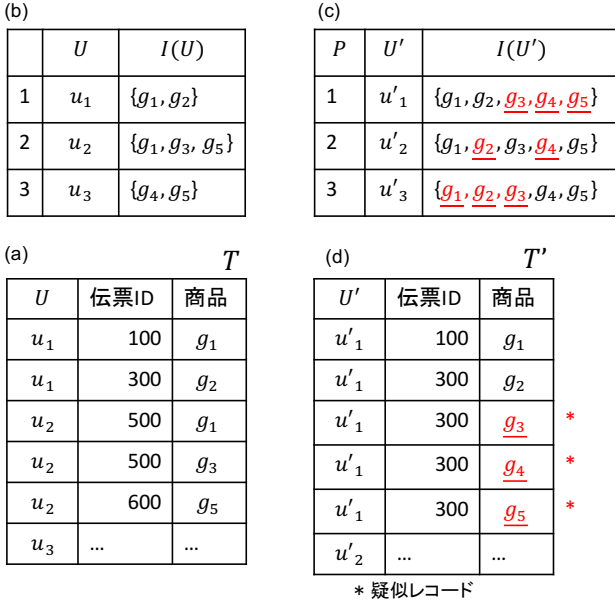 (b)
U I(U)
1 u₁ {g₁, g₂}
2 u₂ {g₁, g₃, g₅}
3 u₃ {g₄, g₅}
(c)
P U' I(U')
1 u'₁ {g₁, g₂, g₃, g₄, g₅}
2 u'₂ {g₁, g₂, g₃, g₄, g₅}
3 u'₃ {g₁, g₂, g₃, g₄, g₅}
(a) T
U 伝票ID 商品
u₁ 100 g₁
u₁ 300 g₂
u₂ 500 g₁
u₂ 500 g₃
u₂ 600 g₅
u₃ ... ...
(d) T'
U' 伝票ID 商品
u'₁ 100 g₁
u'₁ 300 g₂
u'₁ 300 g₃ *
u'₁ 300 g₄ *
u'₁ 300 g₅ *
u'₂ ... ...
* 疑似レコード